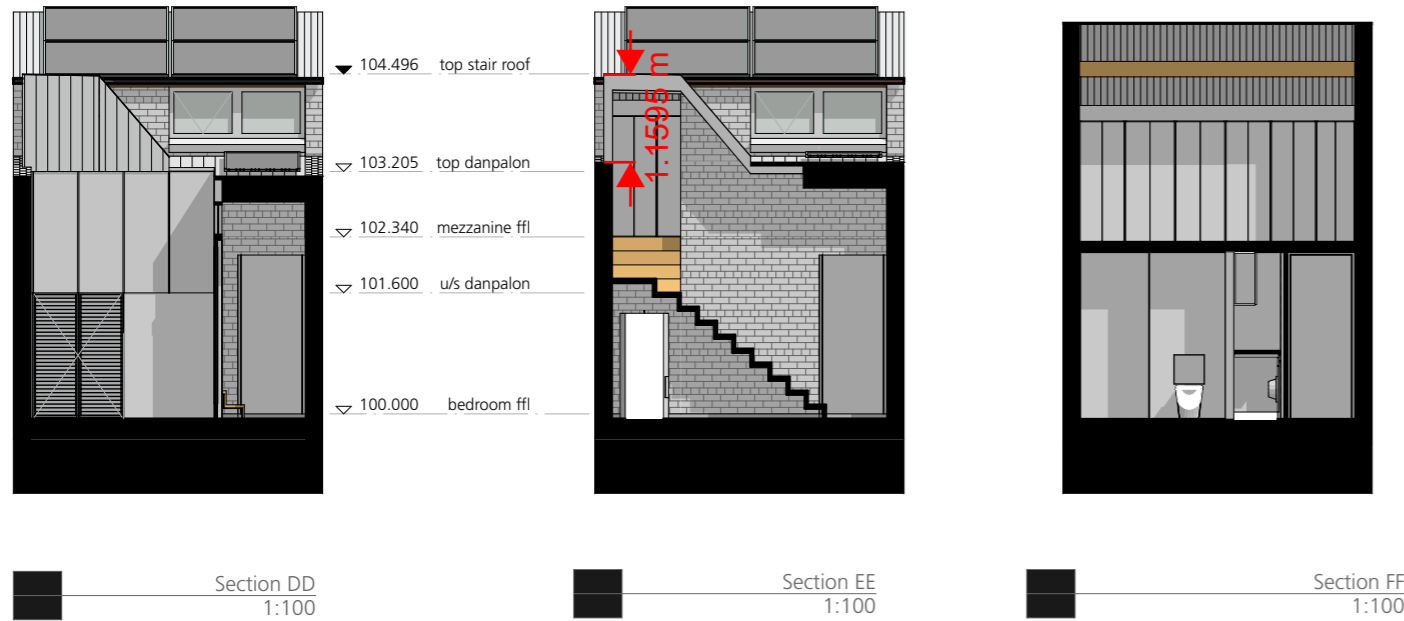 104.496 top stair roof
103.205 top danpalon
102.340 mezzanine ffl
101.600 u/s danpalon
100.000 bedroom ffl
1.1595 m
Section DD
1:100
Section EE
1:100
Section FF
1:100